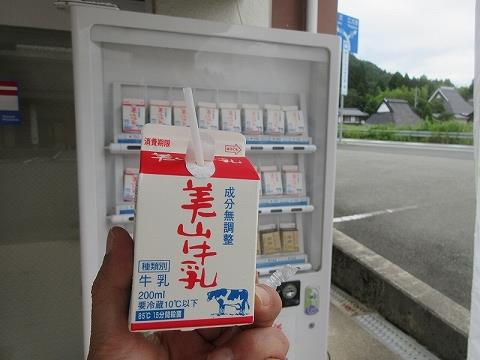 消費期限
美山牛乳
成分無調整
種類別
牛乳
200ml
要冷蔵10℃以下
85℃ 15分間殺菌